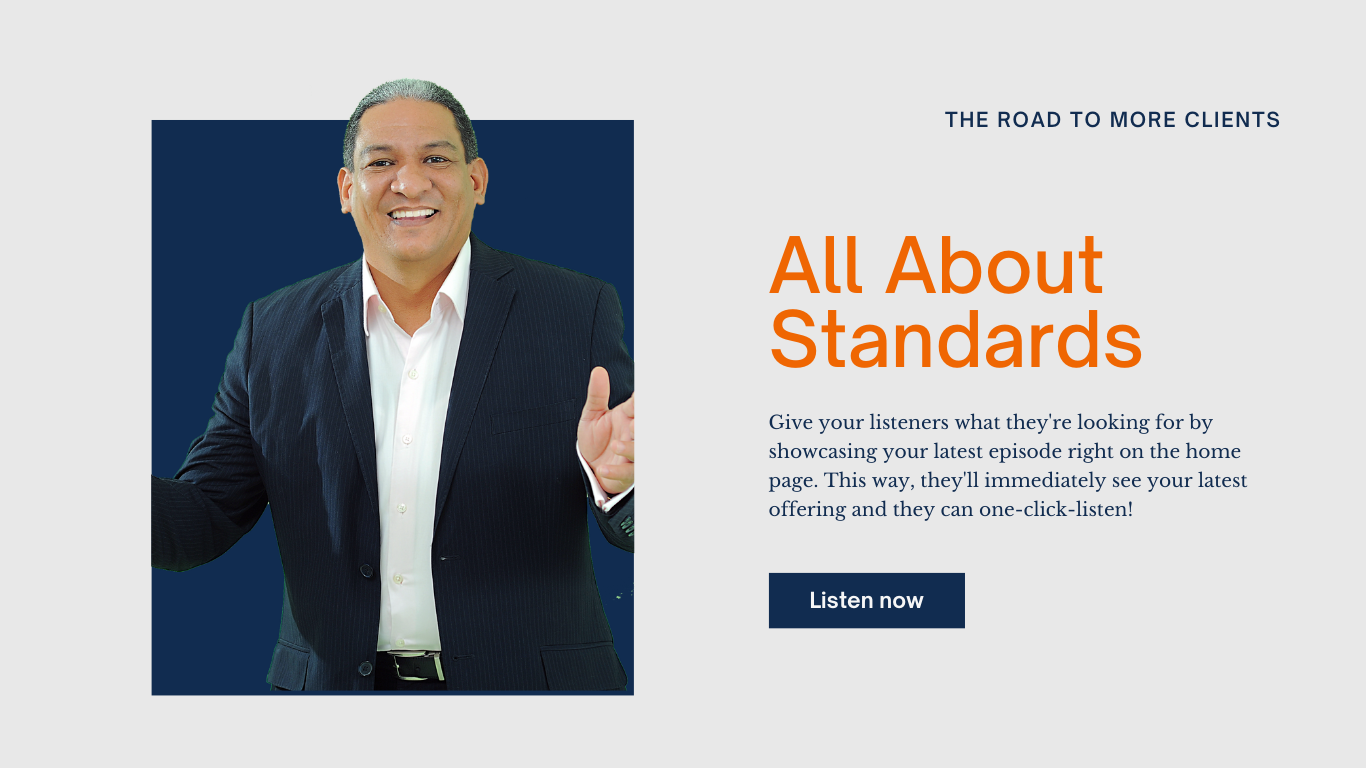 THE ROAD TO MORE CLIENTS
All About
Standards
Give your listeners what they're looking for by
showcasing your latest episode right on the home
page. This way, they'll immediately see your latest
offering and they can one-click-listen!
Listen now